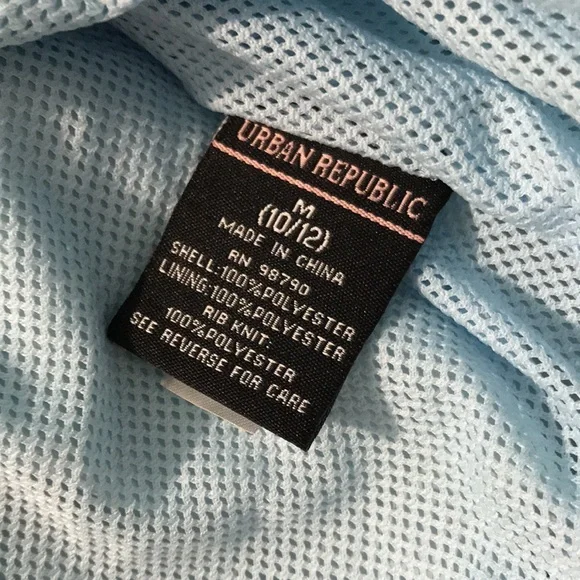 URBAN REPUBLIC
M
(10/12)
MADE IN CHINA
RN 98790
SHELL:100%POLYESTER
LINING:100%POLYESTER
RIB KNIT:
100%POLYESTER
SEE REVERSE FOR CARE